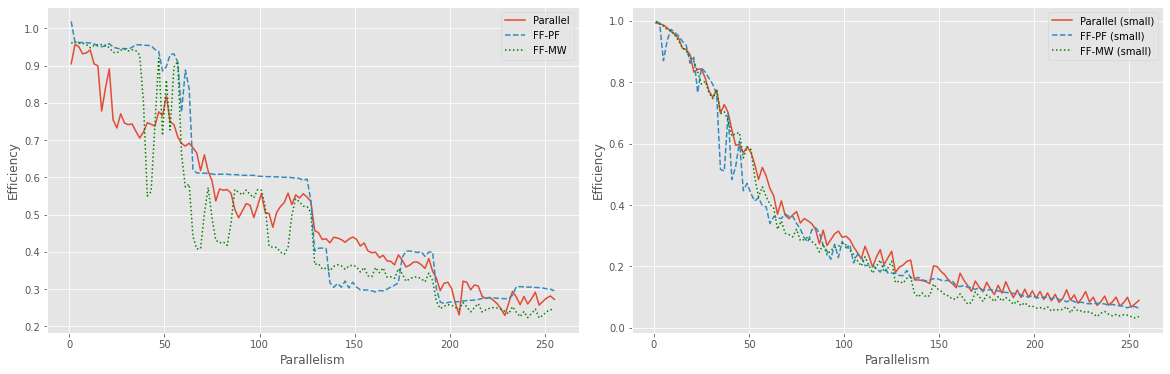 Parallel
FF-PF
FF-MW
1.0
0.9
0.8
0.7
0.6
0.5
0.4
0.3
0.2
Efficiency
0
50
100
150
200
250
Parallelism
Parallel (small)
FF-PF (small)
FF-MW (small)
1.0
0.8
0.6
0.4
0.2
0.0
Efficiency
0
50
100
150
200
250
Parallelism